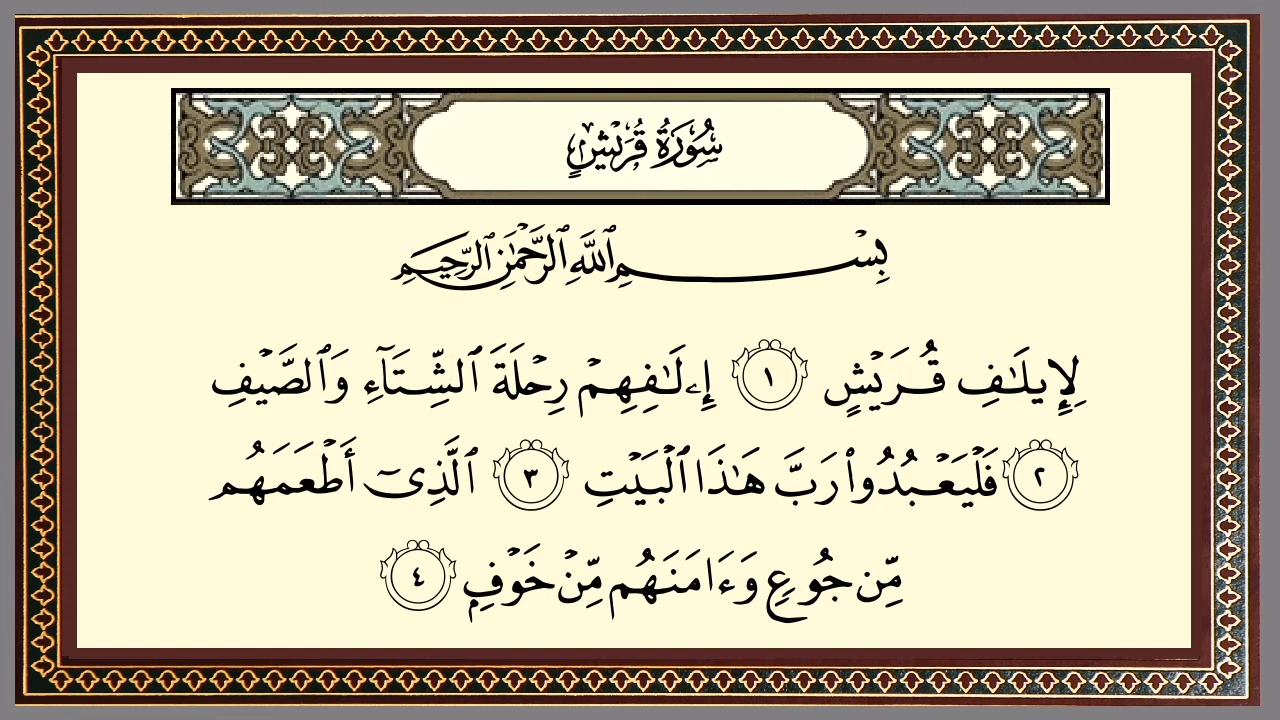 سُورَةُ قُرَيْشٍ
بِسْمِ ٱللَّهِ ٱلرَّحْمَٰنِ ٱلرَّحِيمِ
لِإِيلَٰفِ قُرَيْشٍ ١ إِۦلَٰفِهِمْ رِحْلَةَ ٱلشِّتَآءِ وَٱلصَّيْفِ
٢ فَلْيَعْبُدُوا۟ رَبَّ هَٰذَا ٱلْبَيْتِ ٣ ٱلَّذِىٓ أَطْعَمَهُم
مِّن جُوعٍ وَءَامَنَهُم مِّنْ خَوْفٍۭ ٤